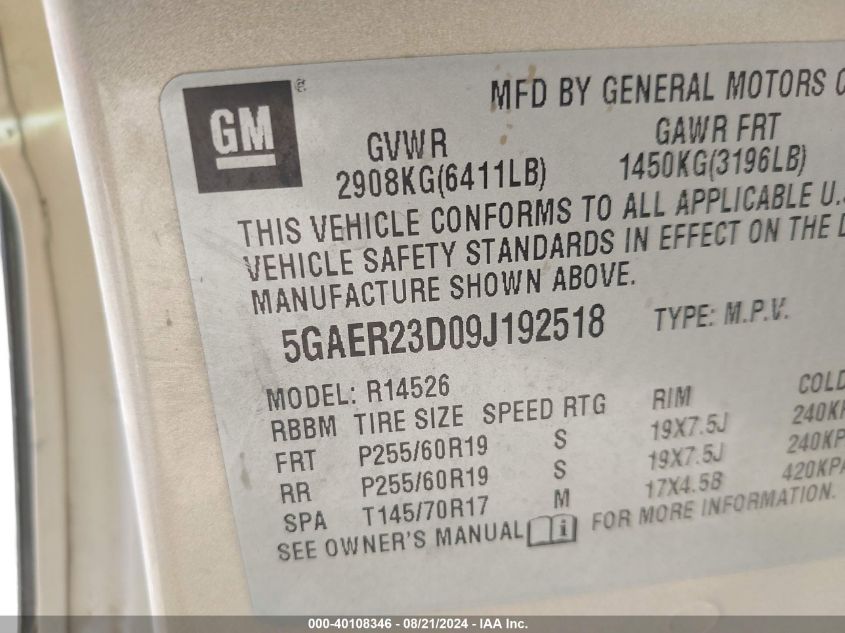 GM
®
MFD BY GENERAL MOTORS
GVWR GAWR FRT
2908KG(6411LB) 1450KG(3196LB)
THIS VEHICLE CONFORMS TO ALL APPLICABLE U.
VEHICLE SAFETY STANDARDS IN EFFECT ON THE
MANUFACTURE SHOWN ABOVE.
5GAER23D09J192518 TYPE: M.P.V.
MODEL: R14526
RBBM TIRE SIZE SPEED RTG RIM COLD
FRT P255/60R19 S 19X7.5J 240K
RR P255/60R19 S 19X7.5J 240KP
SPA T145/70R17 M 17X4.5B 420KPA
SEE OWNER'S MANUAL i FOR MORE INFORMATION.
000-40108346 - 08/21/2024 - IAA Inc.